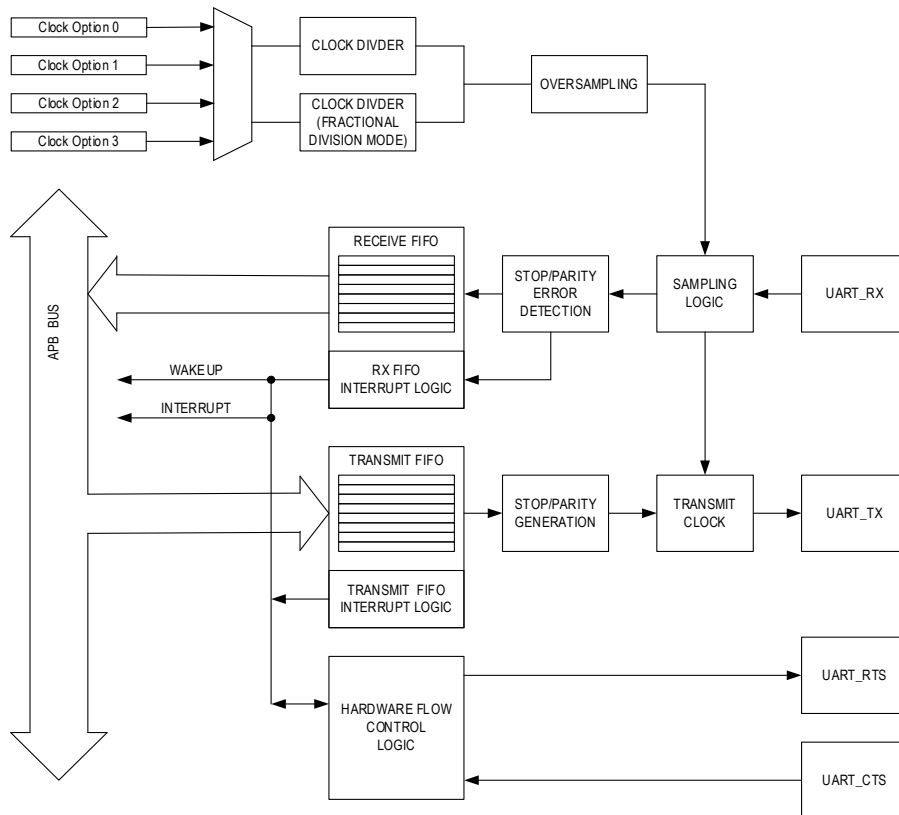 Clock Option 0
Clock Option 1
Clock Option 2
Clock Option 3
CLOCK DIVDER
CLOCK DIVDER
(FRACTIONAL
DIVISION MODE)
OVERSAMPLING
APB BUS
RECEIVE FIFO
STOP/PARITY
ERROR
DETECTION
SAMPLING
LOGIC
UART_RX
WAKEUP
RX FIFO
INTERRUPT LOGIC
INTERRUPT
TRANSMIT FIFO
STOP/PARITY
GENERATION
TRANSMIT
CLOCK
UART_TX
TRANSMIT FIFO
INTERRUPT LOGIC
HARDWARE FLOW
CONTROL
LOGIC
UART_RTS
UART_CTS